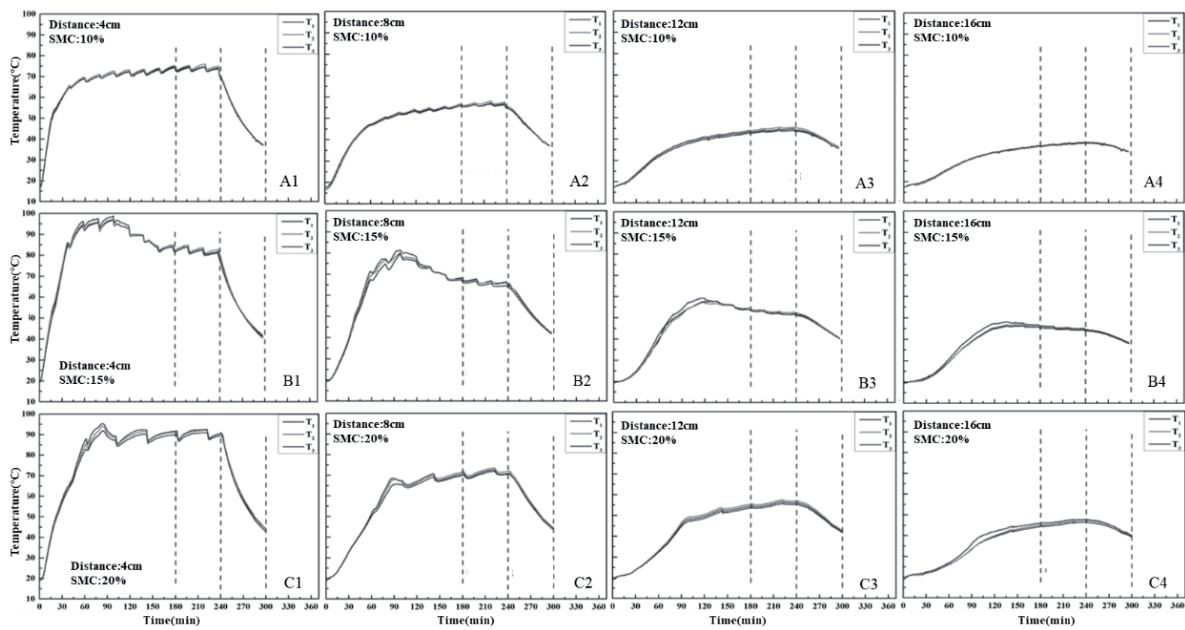 Distance:4cm
SMC:10%
T1
T2
T3
A1
Distance:8cm
SMC:10%
T1
T2
T3
A2
Distance:12cm
SMC:10%
T1
T2
T3
A3
Distance:16cm
SMC:10%
T1
T2
T3
A4
Temperature(°C)
100
90
80
70
60
50
40
30
20
10
Distance:4cm
SMC:15%
T1
T2
T3
B1
Distance:8cm
SMC:15%
T1
T2
T3
B2
Distance:12cm
SMC:15%
T1
T2
T3
B3
Distance:16cm
SMC:15%
T1
T2
T3
B4
Temperature(°C)
100
90
80
70
60
50
40
30
20
10
Distance:4cm
SMC:20%
T1
T2
T3
C1
Distance:8cm
SMC:20%
T1
T2
T3
C2
Distance:12cm
SMC:20%
T1
T2
T3
C3
Distance:16cm
SMC:20%
T1
T2
T3
C4
Temperature(°C)
100
90
80
70
60
50
40
30
20
10
0 30 60 90 120 150 180 210 240 270 300 330 360
0 30 60 90 120 150 180 210 240 270 300 330 360
0 30 60 90 120 150 180 210 240 270 300 330 360
0 30 60 90 120 150 180 210 240 270 300 330 360
Time(min) Time(min) Time(min) Time(min)